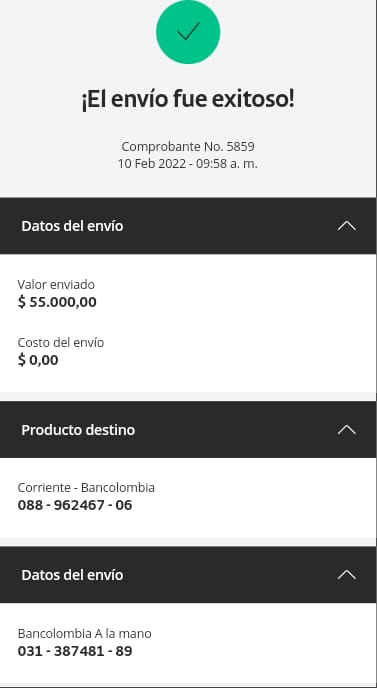 ¡El envío fue exitoso!
Comprobante No. 5859
10 Feb 2022 - 09:58 a. m.
Datos del envío
Valor enviado
$ 55.000,00
Costo del envío
$ 0,00
Producto destino
Corriente - Bancolombia
088 - 962467 - 06
Datos del envío
Bancolombia A la mano
031 - 387481 - 89